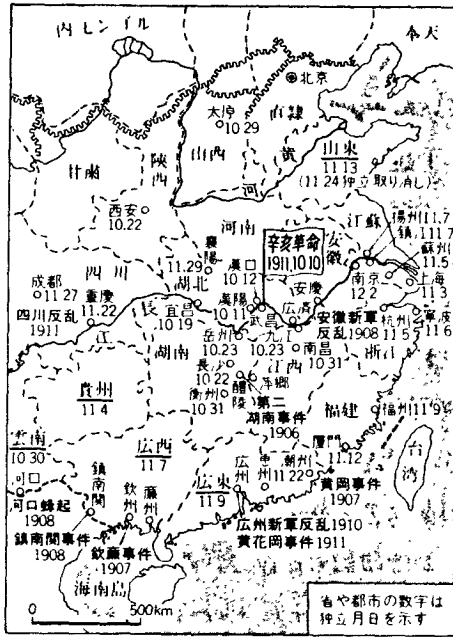 内モンゴル
奉天
北京
太原
10.29
直隷
山西
黄
河
山東
11.13
(11.24独立取り消し)
甘粛
陝西
西安
10.22
河南
江蘇
揚州11.7
鎮 11.7
蘇州
11.5
上海
11.3
辛亥革命
1911.10.10
安徽
南京
12.2
襄陽
11.29
漢口
10 12
四川
成都
11 27
重慶
11.22
四川反乱
1911
長
江
湖北
宜昌
10 19
漢陽
10 11
武昌
広済
安慶
安徽新軍
反乱1908
杭州
11 5
寧波
11 6
浙江
岳州
10.23
九江
10.23
南昌
10 31
湖南
江西
長沙
10 22
醴陵
萍郷
衡州
10 31
第二
湖南事件
1906
貴州
11 4
福建
福州11 9
厦門
11.12
台湾
雲南
10 30
広西
11 7
広東
11 9
広州
恵州
潮州
11 22
黄岡事件
1907
河口
河口蜂起
1908
鎮南関
鎮南関事件
1908
欽州
廉州
欽廉事件
1907
広州新軍反乱1910
黄花岡事件1911
海南島
0 500km
省や都市の数字は
独立月日を示す